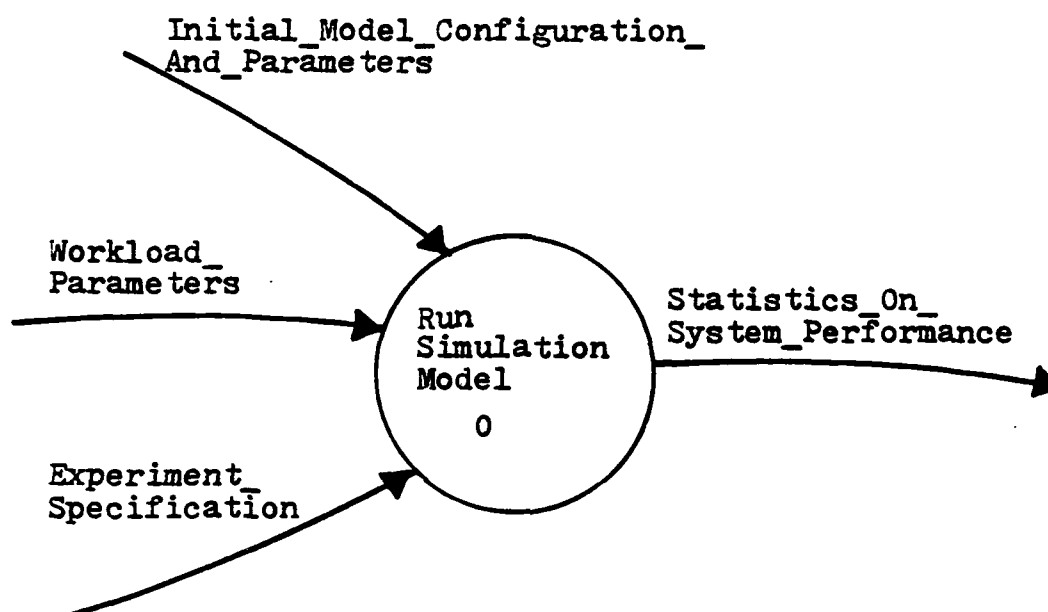 Initial_Model_Configuration_
And_Parameters
Workload_
Parameters
Run
Simulation
Model
0
Statistics_On_
System_Performance
Experiment_
Specification